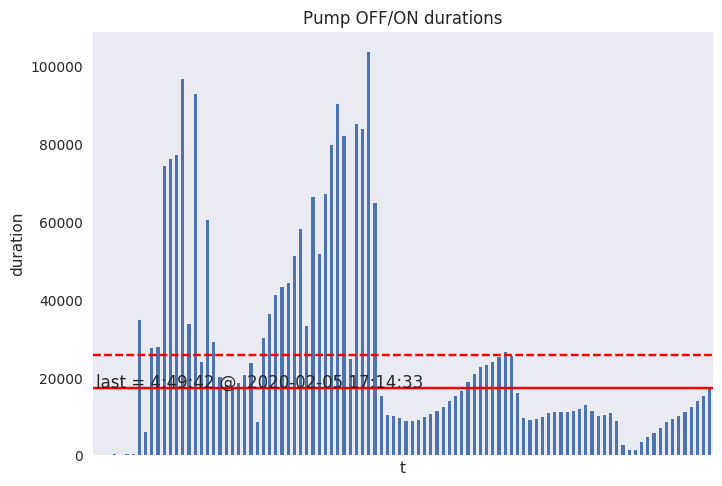 Pump OFF/ON durations
100000
80000
60000
40000
20000
0
duration
last = 4:49:42 @ 2020-02-05 17:14:33
t